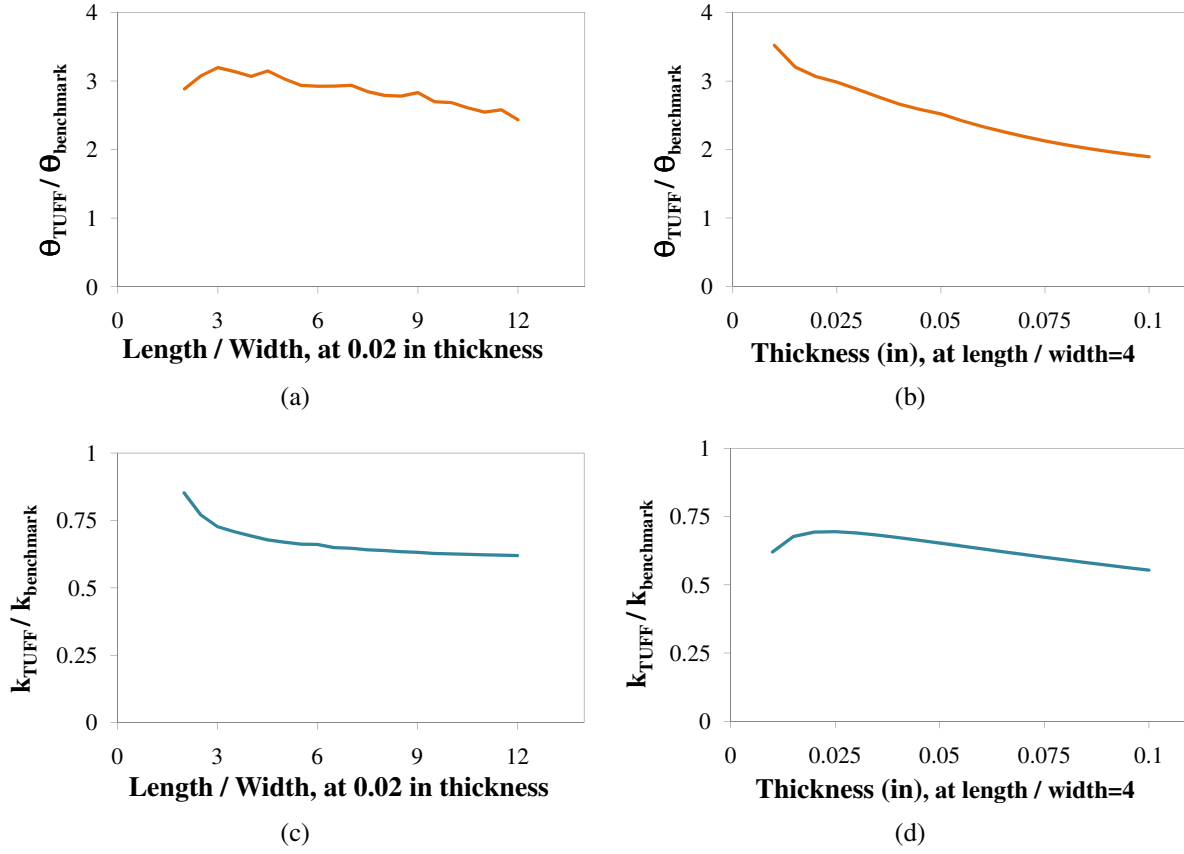 4
3
2
1
0
θTUFF / θbenchmark
0 3 6 9 12
Length / Width, at 0.02 in thickness
(a)
4
3
2
1
0
θTUFF / θbenchmark
0 0.025 0.05 0.075 0.1
Thickness (in), at length / width=4
(b)
1
0.75
0.5
0.25
0
kTUFF / kbenchmark
0 3 6 9 12
Length / Width, at 0.02 in thickness
(c)
1
0.75
0.5
0.25
0
kTUFF / kbenchmark
0 0.025 0.05 0.075 0.1
Thickness (in), at length / width=4
(d)